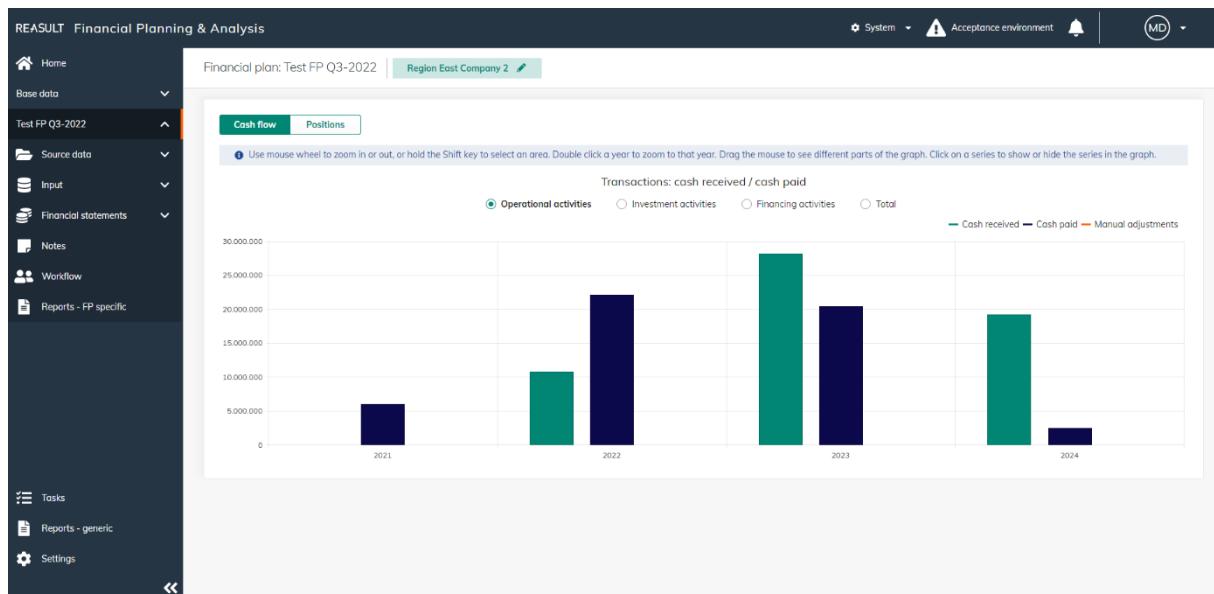 REASULT Financial Planning & Analysis
System
Acceptance environment
MD
Home
Base data
Test FP Q3-2022
Source data
Input
Financial statements
Notes
Workflow
Reports - FP specific
Tasks
Reports - generic
Settings
Financial plan: Test FP Q3-2022
Region East Company 2
Cash flow
Positions
Use mouse wheel to zoom in or out, or hold the Shift key to select an area. Double click a year to zoom to that year. Drag the mouse to see different parts of the graph. Click on a series to show or hide the series in the graph.
Transactions: cash received / cash paid
Operational activities
Investment activities
Financing activities
Total
Cash received
Cash paid
Manual adjustments
30.000.000
25.000.000
20.000.000
15.000.000
10.000.000
5.000.000
0
2021
2022
2023
2024